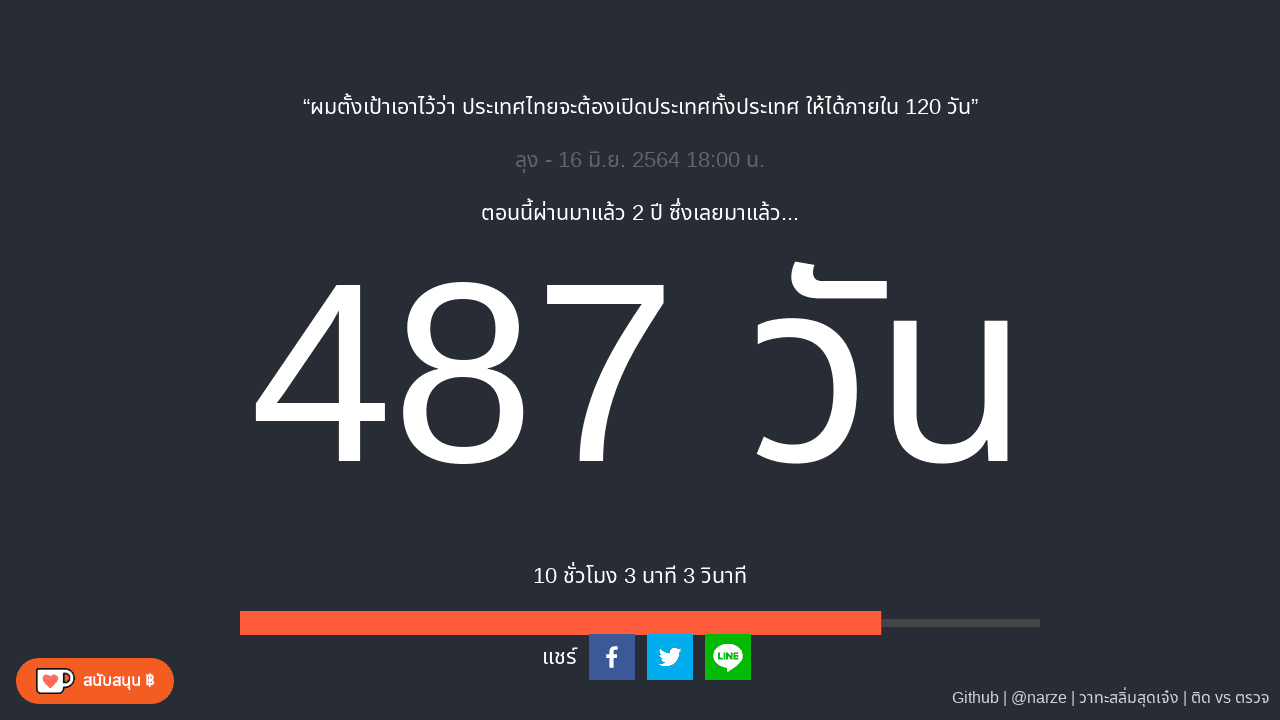 “ผมตั้งเป้าเอาไว้ว่า ประเทศไทยจะต้องเปิดประเทศทั้งประเทศ ให้ได้ภายใน 120 วัน”
ลุง - 16 มิ.ย. 2564 18:00 น.
ตอนนี้ผ่านมาแล้ว 2 ปี ซึ่งเลยมาแล้ว...
487 วัน
10 ชั่วโมง 3 นาที 3 วินาที
แชร์
LINE
สนับสนุน ฿
Github | @narze | วาทะสลิ่มสุดเจ๋ง | ติด vs ตรวจ